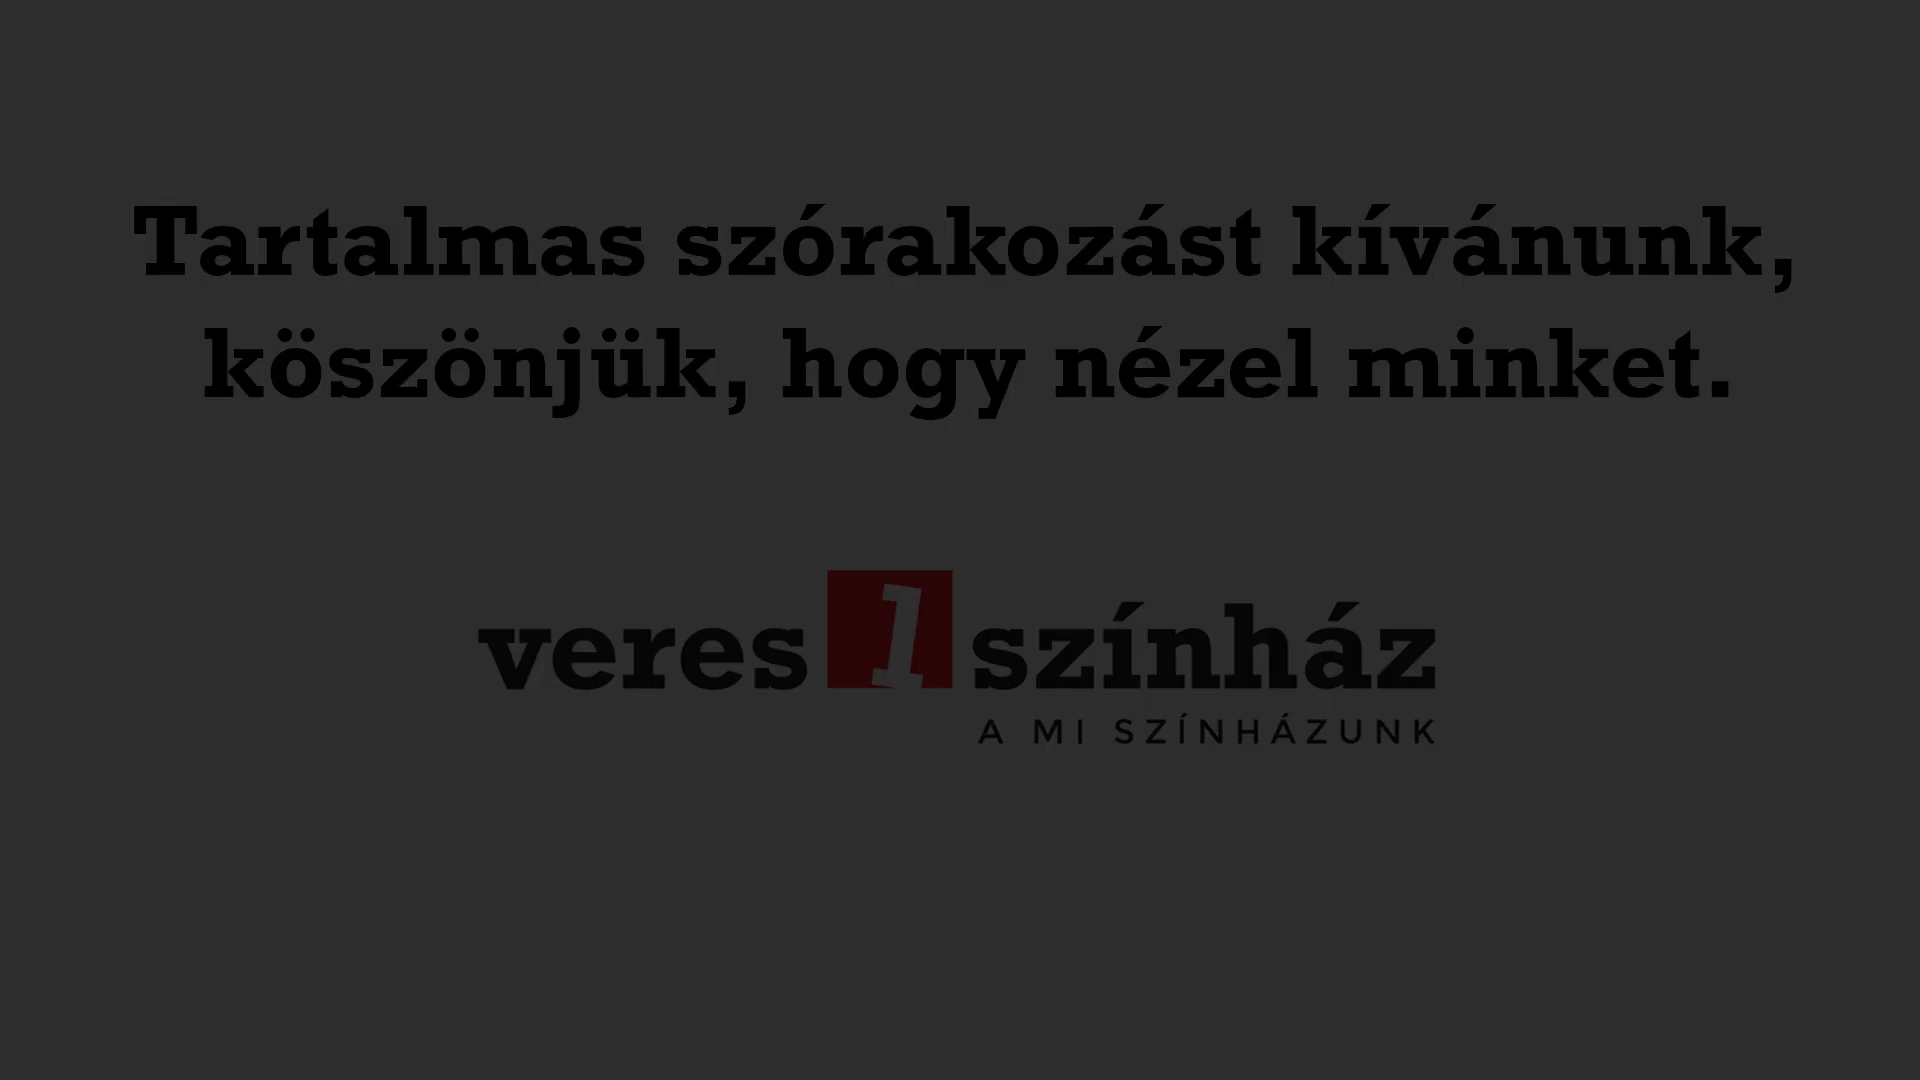 Tartalmas szórakozást kívánunk,
köszönjük, hogy nézel minket.
veres 1 színház
A MI SZÍNHÁZUNK